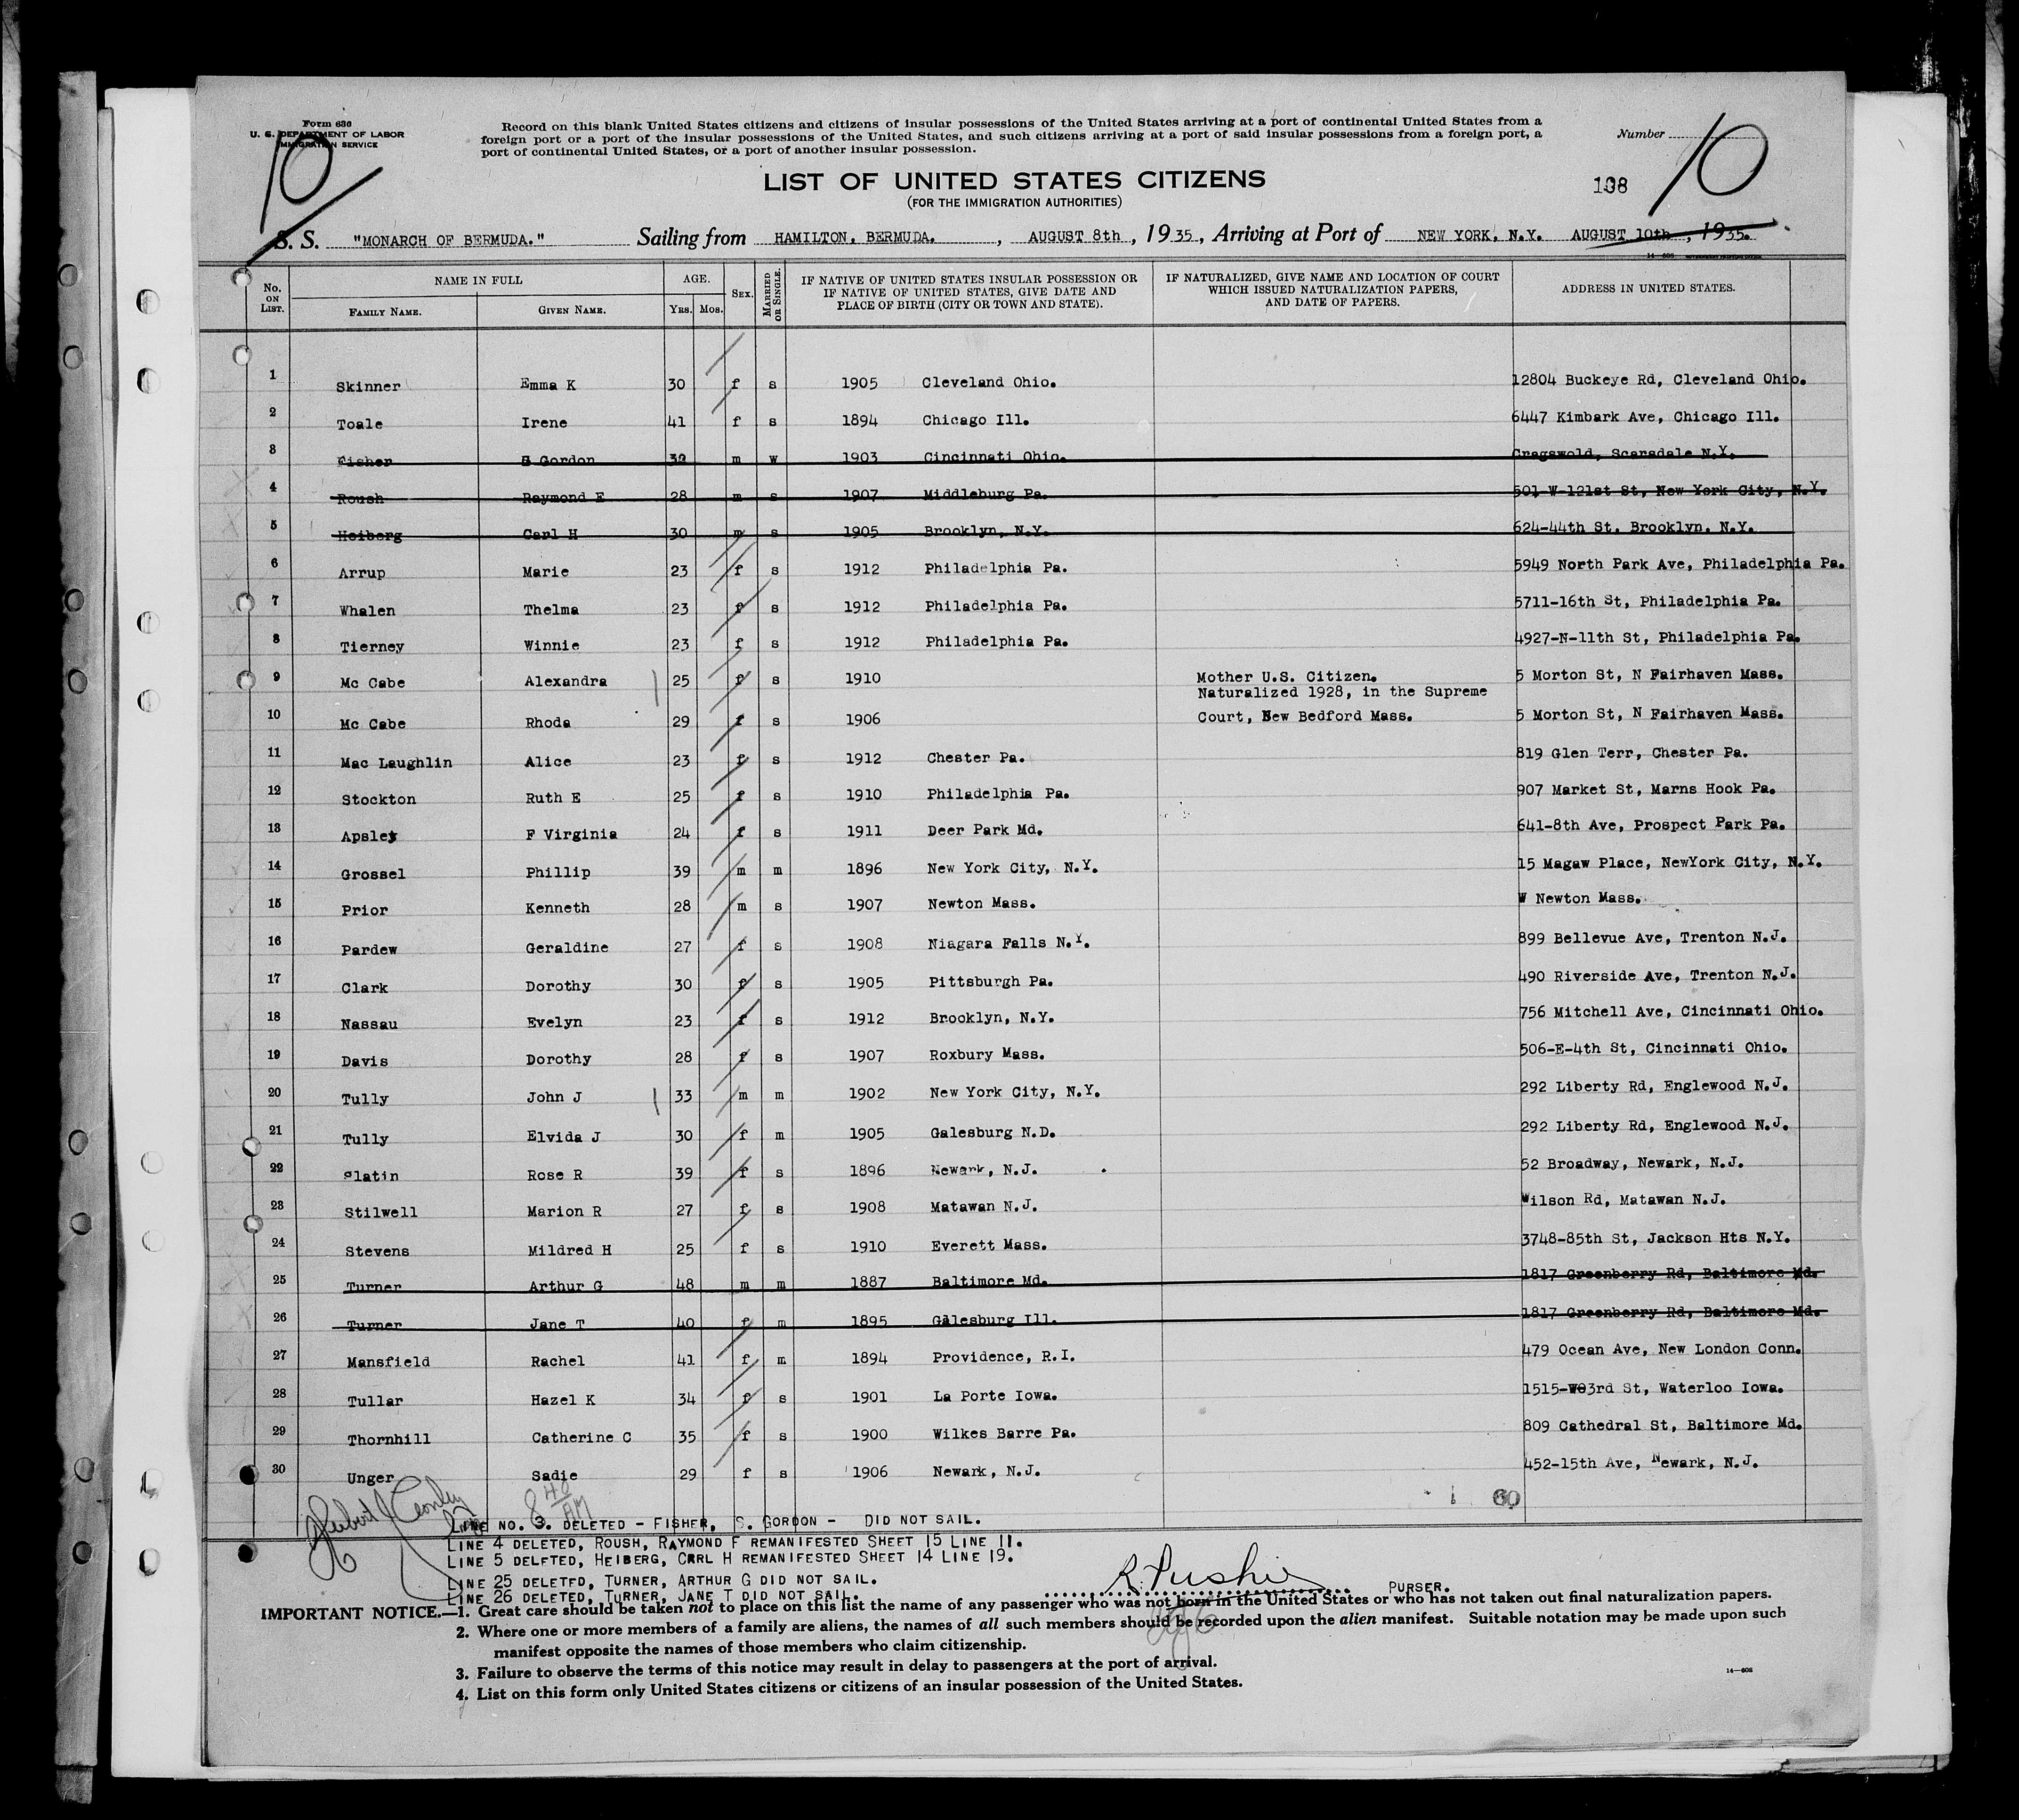 Form 636
U. S. DEPARTMENT OF LABOR
IMMIGRATION SERVICE
10
Record on this blank United States citizens and citizens of insular possessions of the United States arriving at a port of continental United States from a
foreign port or a port of the insular possessions of the United States, and such citizens arriving at a port of said insular possessions from a foreign port, a
port of continental United States, or a port of another insular possession.
Number
10
LIST OF UNITED STATES CITIZENS
(FOR THE IMMIGRATION AUTHORITIES)
108
S. S. "MONARCH OF BERMUDA." Sailing from HAMILTON, BERMUDA. , AUGUST 8th , 1935 , Arriving at Port of NEW YORK, N.Y. AUGUST 10th , 1935.
No. ON LIST. NAME IN FULL FAMILY NAME. GIVEN NAME. AGE. YRS. MOS. SEX. MARRIED OR SINGLE. IF NATIVE OF UNITED STATES INSULAR POSSESSION OR IF NATIVE OF UNITED STATES, GIVE DATE AND PLACE OF BIRTH (CITY OR TOWN AND STATE). IF NATURALIZED, GIVE NAME AND LOCATION OF COURT WHICH ISSUED NATURALIZATION PAPERS, AND DATE OF PAPERS. ADDRESS IN UNITED STATES.
1 Skinner Emma K 30 f s 1905 Cleveland Ohio. 12804 Buckeye Rd, Cleveland Ohio.
2 Toale Irene 41 f s 1894 Chicago Ill. 6447 Kimbark Ave, Chicago Ill.
3 Fisher S Gordon 32 m w 1903 Cincinnati Ohio. Cragswold, Scarsdale N.Y.
4 Roush Raymond F 28 m s 1907 Middleburg Pa. 501-W-121st St, New York City, N.Y.
5 Heiberg Carl H 30 m s 1905 Brooklyn, N.Y. 624-44th St. Brooklyn. N.Y.
6 Arrup Marie 23 f s 1912 Philadelphia Pa. 5949 North Park Ave, Philadelphia Pa.
7 Whalen Thelma 23 f s 1912 Philadelphia Pa. 5711-16th St, Philadelphia Pa.
8 Tierney Winnie 23 f s 1912 Philadelphia Pa. 4927-N-11th St, Philadelphia Pa.
9 Mc Cabe Alexandra 25 f s 1910 Mother U.S. Citizen. 5 Morton St, N Fairhaven Mass.
Naturalized 1928, in the Supreme
10 Mc Cabe Rhoda 29 f s 1906 Court, New Bedford Mass. 5 Morton St, N Fairhaven Mass.
11 Mac Laughlin Alice 23 f s 1912 Chester Pa. 819 Glen Terr, Chester Pa.
12 Stockton Ruth E 25 f s 1910 Philadelphia Pa. 907 Market St, Marns Hook Pa.
13 Apsley F Virginia 24 f s 1911 Deer Park Md. 641-8th Ave, Prospect Park Pa.
14 Grossel Phillip 39 m m 1896 New York City, N.Y. 15 Magaw Place, NewYork City, N.Y.
15 Prior Kenneth 28 m s 1907 Newton Mass. W Newton Mass.
16 Pardew Geraldine 27 f s 1908 Niagara Falls N.Y. 899 Bellevue Ave, Trenton N.J.
17 Clark Dorothy 30 f s 1905 Pittsburgh Pa. 490 Riverside Ave, Trenton N.J.
18 Nassau Evelyn 23 f s 1912 Brooklyn, N.Y. 756 Mitchell Ave, Cincinnati Ohio.
19 Davis Dorothy 28 f s 1907 Roxbury Mass. 506-E-4th St, Cincinnati Ohio.
20 Tully John J 33 m m 1902 New York City, N.Y. 292 Liberty Rd, Englewood N.J.
21 Tully Elvida J 30 f m 1905 Galesburg N.D. 292 Liberty Rd, Englewood N.J.
22 Slatin Rose R 39 f s 1896 Newark, N.J. 52 Broadway, Newark, N.J.
23 Stilwell Marion R 27 f s 1908 Matawan N.J. Wilson Rd, Matawan N.J.
24 Stevens Mildred H 25 f s 1910 Everett Mass. 3748-85th St, Jackson Hts N.Y.
25 Turner Arthur G 48 m m 1887 Baltimore Md. 1817 Greenberry Rd, Baltimore Md.
26 Turner Jane T 40 f m 1895 Galesburg Ill. 1817 Greenberry Rd, Baltimore Md.
27 Mansfield Rachel 41 f m 1894 Providence, R.I. 479 Ocean Ave, New London Conn.
28 Tullar Hazel K 34 f s 1901 La Porte Iowa. 1515-W03rd St, Waterloo Iowa.
29 Thornhill Catherine C 35 f s 1900 Wilkes Barre Pa. 809 Cathedral St, Baltimore Md.
30 Unger Sadie 29 f s 1906 Newark, N.J. 452-15th Ave, Newark, N.J.
8 40 AM
60
LINE NO. 3. DELETED - FISHER, S. GORDON - DID NOT SAIL.
LINE 4 DELETED, ROUSH, RAYMOND F REMANIFESTED SHEET 15 LINE 11.
LINE 5 DELETED, HEIBERG, CARL H REMANIFESTED SHEET 14 LINE 19.
LINE 25 DELETED, TURNER, ARTHUR G DID NOT SAIL.
LINE 26 DELETED, TURNER, JANE T DID NOT SAIL.
PURSER.
IMPORTANT NOTICE.—1. Great care should be taken not to place on this list the name of any passenger who was not born in the United States or who has not taken out final naturalization papers.
2. Where one or more members of a family are aliens, the names of all such members should be recorded upon the alien manifest. Suitable notation may be made upon such
manifest opposite the names of those members who claim citizenship.
3. Failure to observe the terms of this notice may result in delay to passengers at the port of arrival.
4. List on this form only United States citizens or citizens of an insular possession of the United States.
14—608